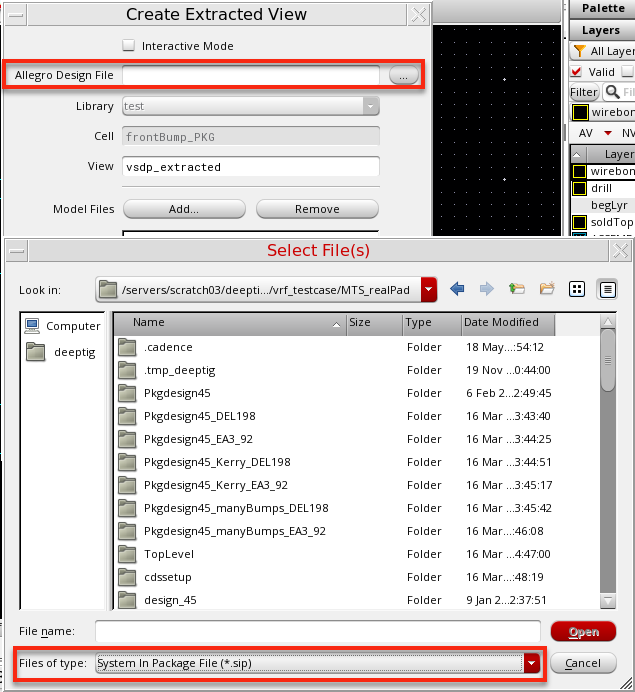 Create Extracted View
Interactive Mode
Allegro Design File
...
Library
test
Cell
frontBump_PKG
View
vsdp_extracted
Model Files
Add...
Remove
Palette
Layers
All Layer
Valid
Filter
Fil
wirebon
AV
NV
Layer
wirebon
drill
begLyr
soldTop
Select File(s)
Look in:
/servers/scratch03/deepti.../vrf_testcase/MTS_realPad
Computer
deeptig
Name Size Type Date Modified
.cadence Folder 18 May...:54:12
.tmp_deeptig Folder 19 Nov ...0:44:00
Pkgdesign45 Folder 6 Feb 2...2:49:45
Pkgdesign45_DEL198 Folder 16 Mar ...3:43:40
Pkgdesign45_EA3_92 Folder 16 Mar ...3:44:25
Pkgdesign45_Kerry_DEL198 Folder 16 Mar ...3:44:51
Pkgdesign45_Kerry_EA3_92 Folder 16 Mar ...3:45:17
Pkgdesign45_manyBumps_DEL198 Folder 16 Mar ...3:45:42
Pkgdesign45_manyBumps_EA3_92 Folder 16 Mar...:46:08
TopLevel Folder 16 Mar ...4:47:00
cdssetup Folder 16 Mar...:48:19
design_45 Folder 9 Jan 2...2:37:51
File name:
Open
Files of type:
System In Package File (*.sip)
Cancel